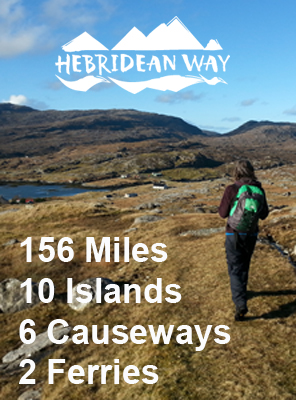 HEBRIDEAN WAY
156 Miles
10 Islands
6 Causeways
2 Ferries